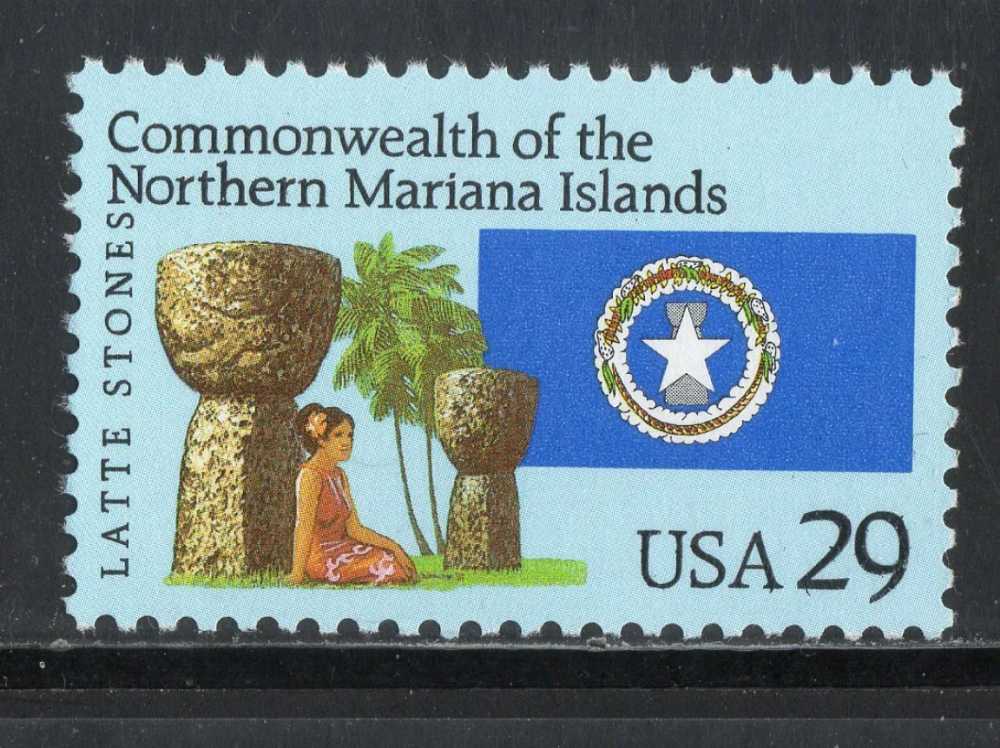 Commonwealth of the
Northern Mariana Islands
LATTE STONES
USA 29